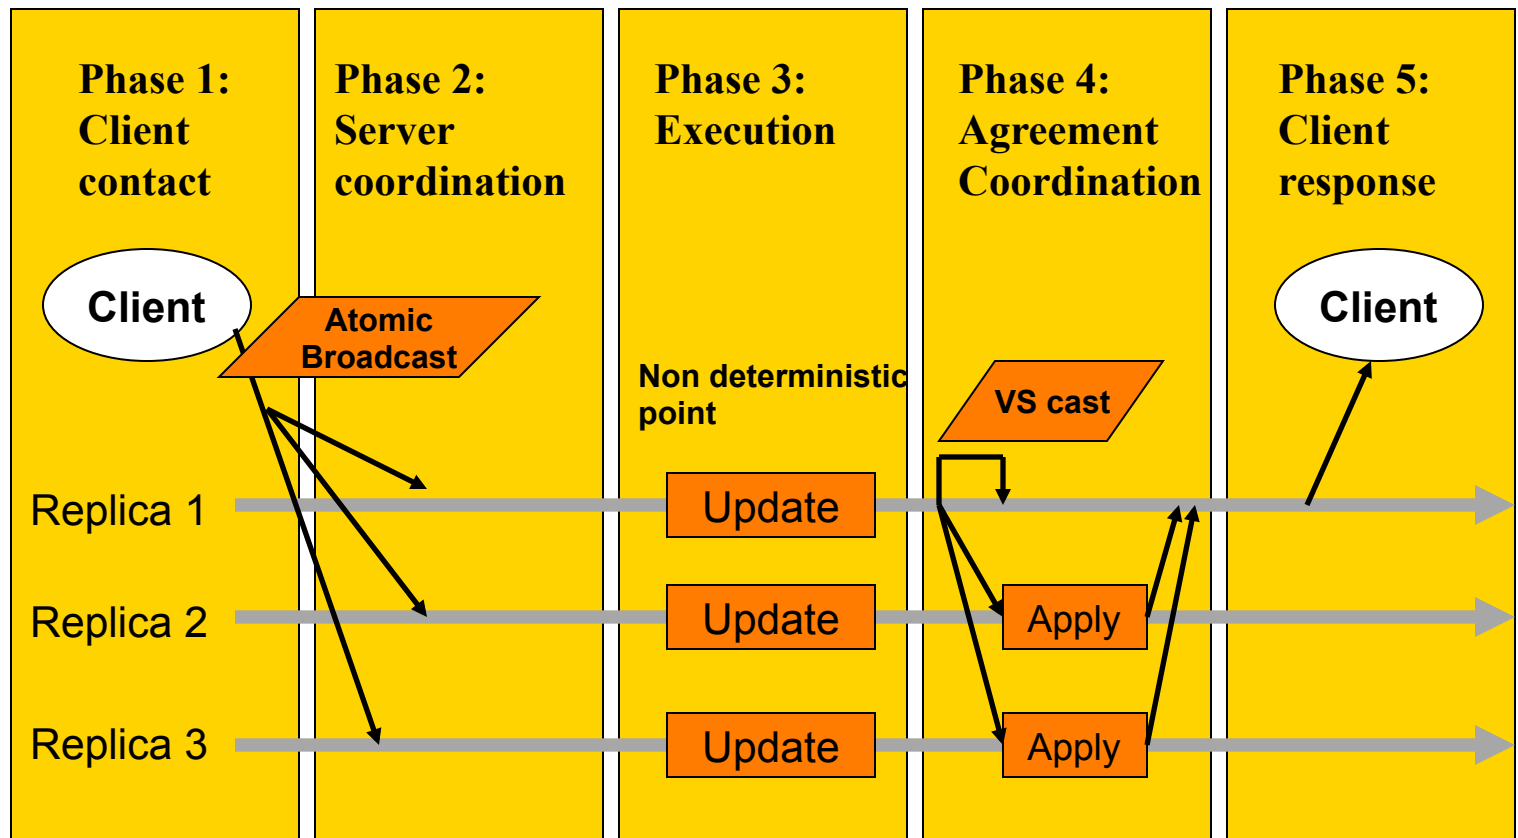 Phase 1:
Client
contact
Phase 2:
Server
coordination
Phase 3:
Execution
Phase 4:
Agreement
Coordination
Phase 5:
Client
response
Client
Atomic
Broadcast
Non deterministic
point
VS cast
Client
Replica 1
Update
Replica 2
Update
Apply
Replica 3
Update
Apply